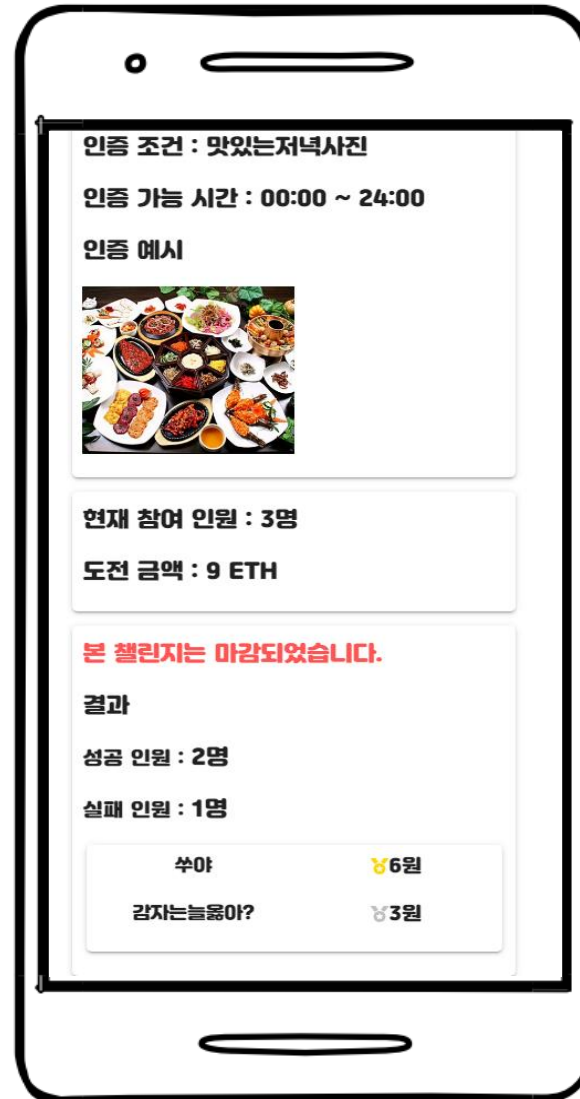 인증 조건 : 맛있는저녁사진
인증 가능 시간 : 00:00 ~ 24:00
인증 예시
현재 참여 인원 : 3명
도전 금액 : 9 ETH
본 챌린지는 마감되었습니다.
결과
성공 인원 : 2명
실패 인원 : 1명
쑤야 6원
감자는늘옳아? 3원